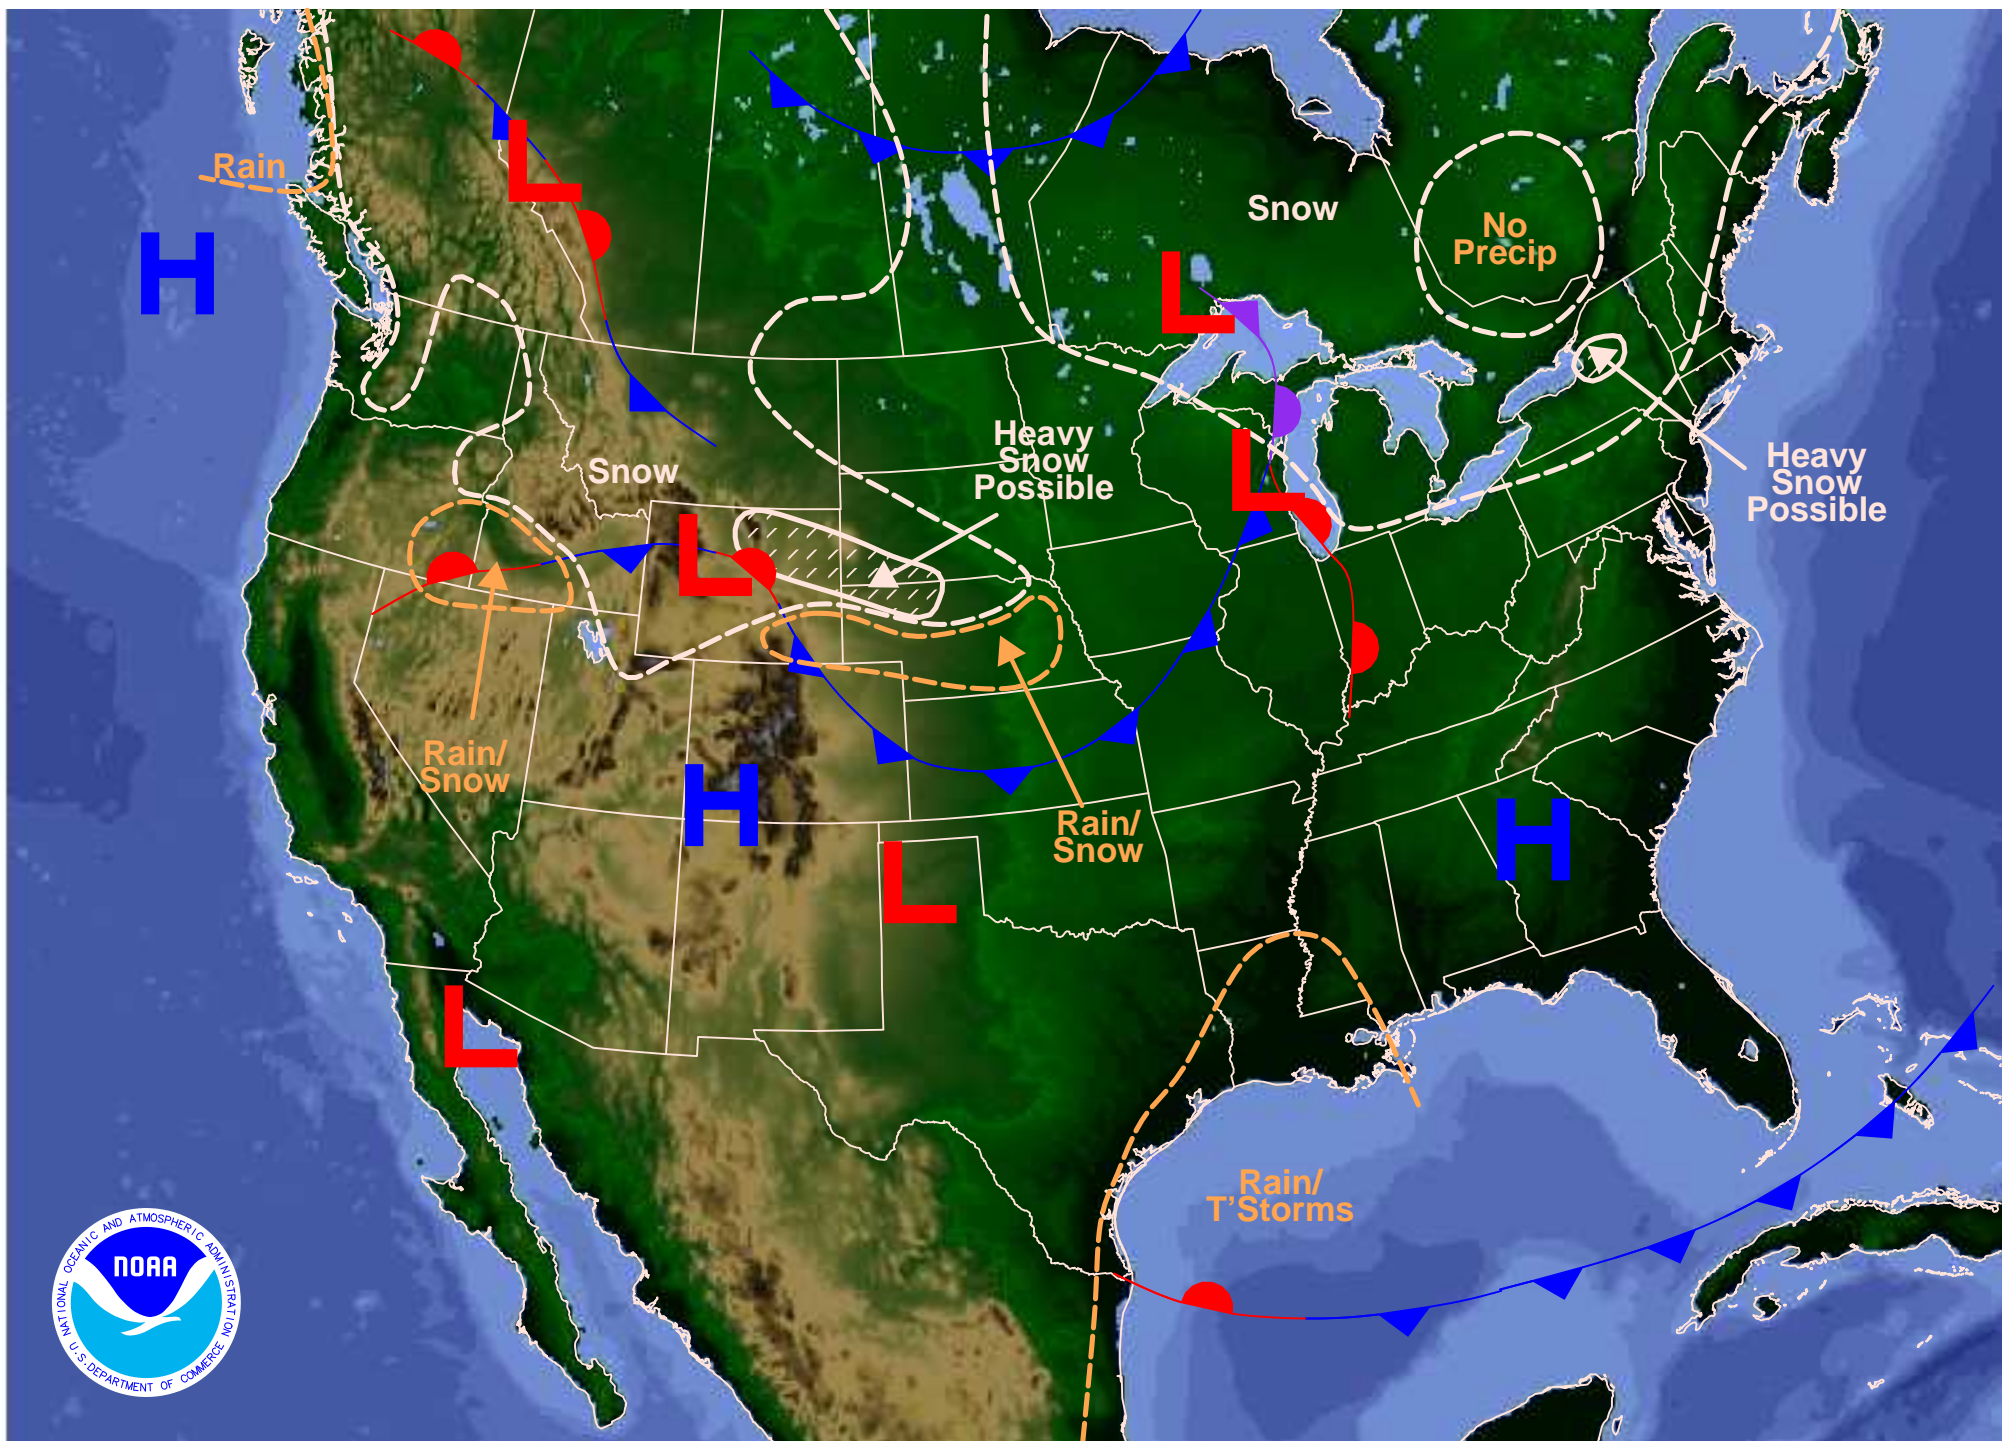 Rain
H
L
Snow
No
Precip
L
Heavy
Snow
Possible
Snow
L
L
Heavy
Snow
Possible
Rain/
Snow
H
Rain/
Snow
H
L
L
Rain/
T'Storms
NATIONAL OCEANIC AND ATMOSPHERIC ADMINISTRATION
NOAA
U.S. DEPARTMENT OF COMMERCE